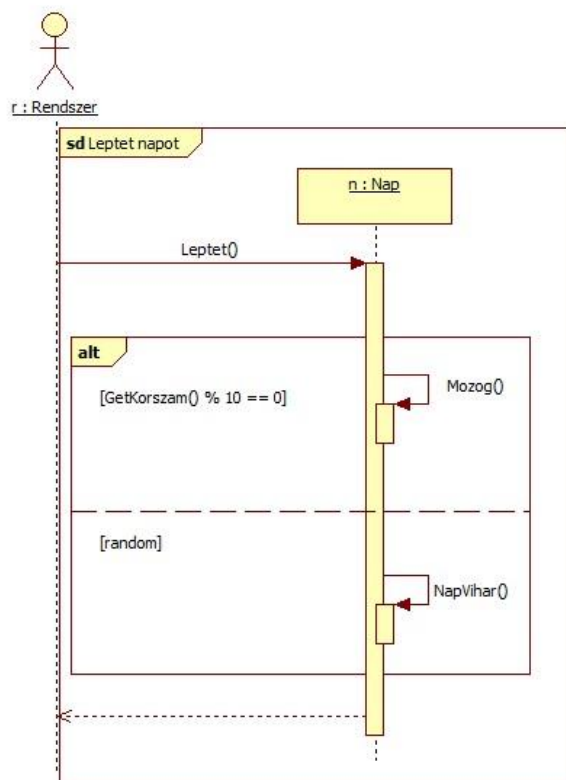 r : Rendszer
sd Leptet napot
n : Nap
Leptet()
alt
[GetKorszam() % 10 == 0]
Mozog()
[random]
NapVihar()